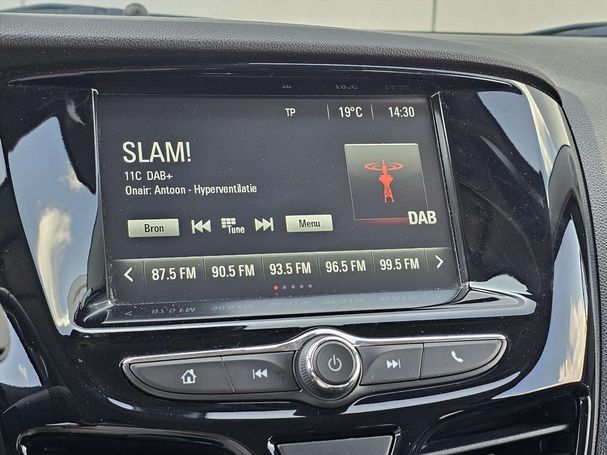 TP 19°C 14:30
SLAM!
11C DAB+
Onair: Antoon - Hyperventilatie
DAB
Bron Tune Menu
87.5 FM 90.5 FM 93.5 FM 96.5 FM 99.5 FM